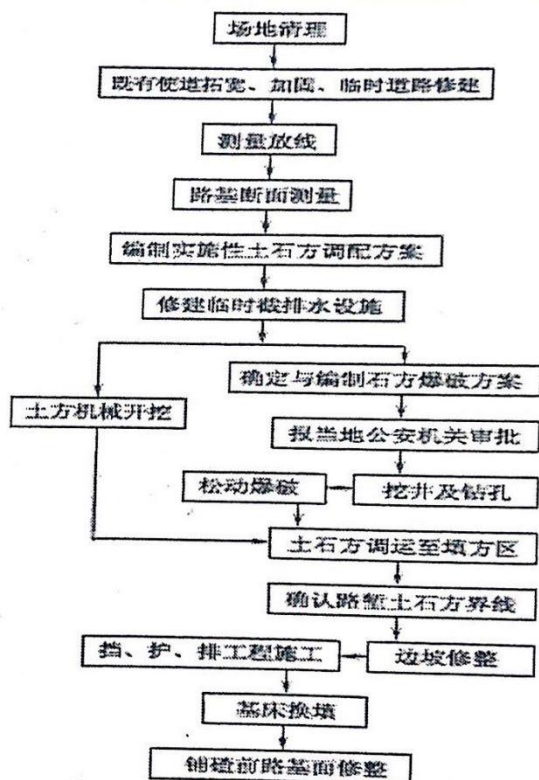 场地清理
既有便道拓宽、加固、临时道路修建
测量放线
路基断面测量
编制实施性土石方调配方案
修建临时截排水设施
确定与编制石方爆破方案
土方机械开挖
拟当地公安机关审批
松动爆破
挖井及钻孔
土石方调运至填方区
确认路堑土石方界线
挡、护、排工程施工
边坡修整
基床换填
铺碴前路基面修整